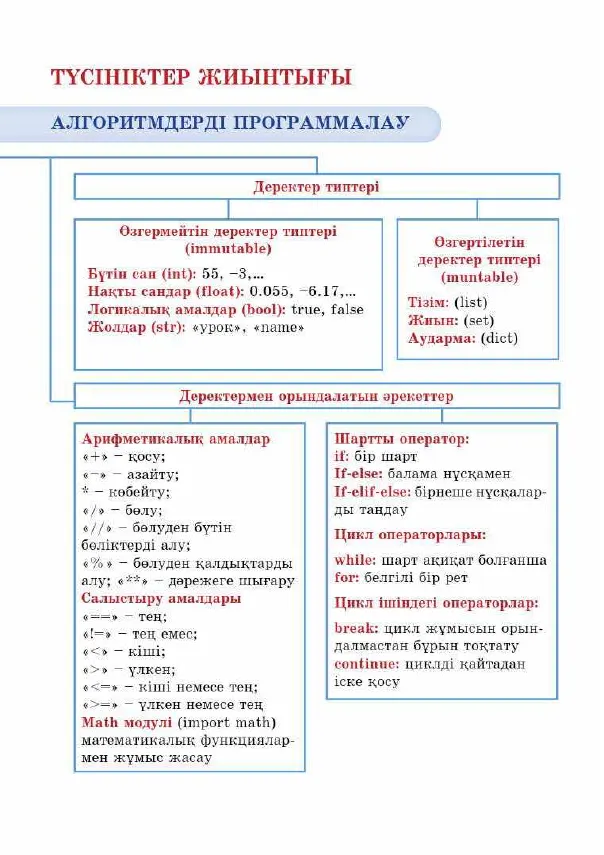 ТҮСІНІКТЕР ЖИЫНТЫҒЫ
АЛГОРИТМДЕРДІ ПРОГРАММАЛАУ
Деректер типтері
Өзгермейтін деректер типтері
(immutable)
Бүтін сан (int): 55, −3,...
Нақты сандар (float): 0.055, −6.17,...
Логикалық амалдар (bool): true, false
Жолдар (str): «урок», «name»
Өзгертілетін
деректер типтері
(muntable)
Тізім: (list)
Жиын: (set)
Аударма: (dict)
Деректермен орындалатын әрекеттер
Арифметикалық амалдар
«+» − қосу;
«−» − азайту;
* − көбейту;
«/» − бөлу;
«//» − бөлуден бүтін
бөліктерді алу;
«%» − бөлуден қалдықтарды
алу; «**» − дәрежеге шығару
Салыстыру амалдары
«==» − тең;
«!=» − тең емес;
«<» − кіші;
«>» − үлкен;
«<=» − кіші немесе тең;
«>=» − үлкен немесе тең
Math модулі (import math)
математикалық функциялар-
мен жұмыс жасау
Шартты оператор:
if: бір шарт
If-else: балама нұсқамен
If-elif-else: бірнеше нұсқалар-
ды таңдау
Цикл операторлары:
while: шарт ақиқат болғанша
for: белгілі бір рет
Цикл ішіндегі операторлар:
break: цикл жұмысын орын-
далмастан бұрын тоқтату
continue: циклді қайтадан
іске қосу